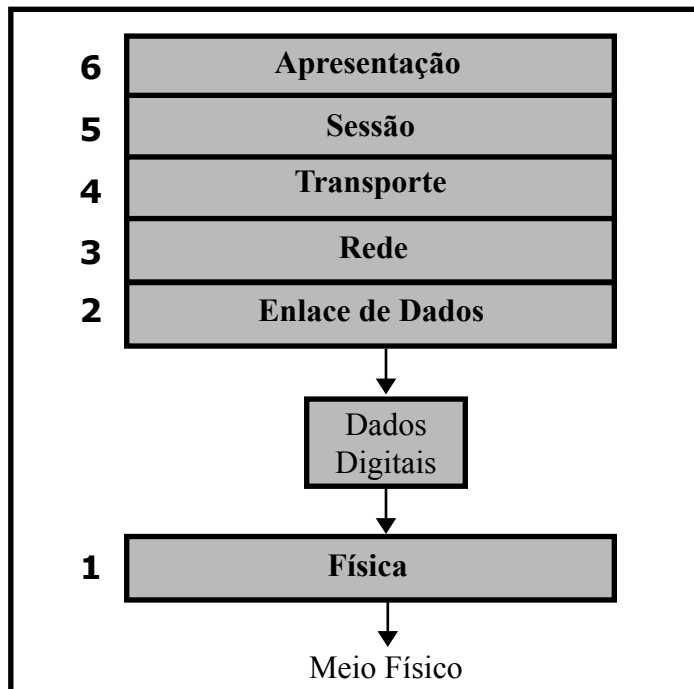 6 Apresentação
5 Sessão
4 Transporte
3 Rede
2 Enlace de Dados
Dados
Digitais
1 Física
Meio Físico